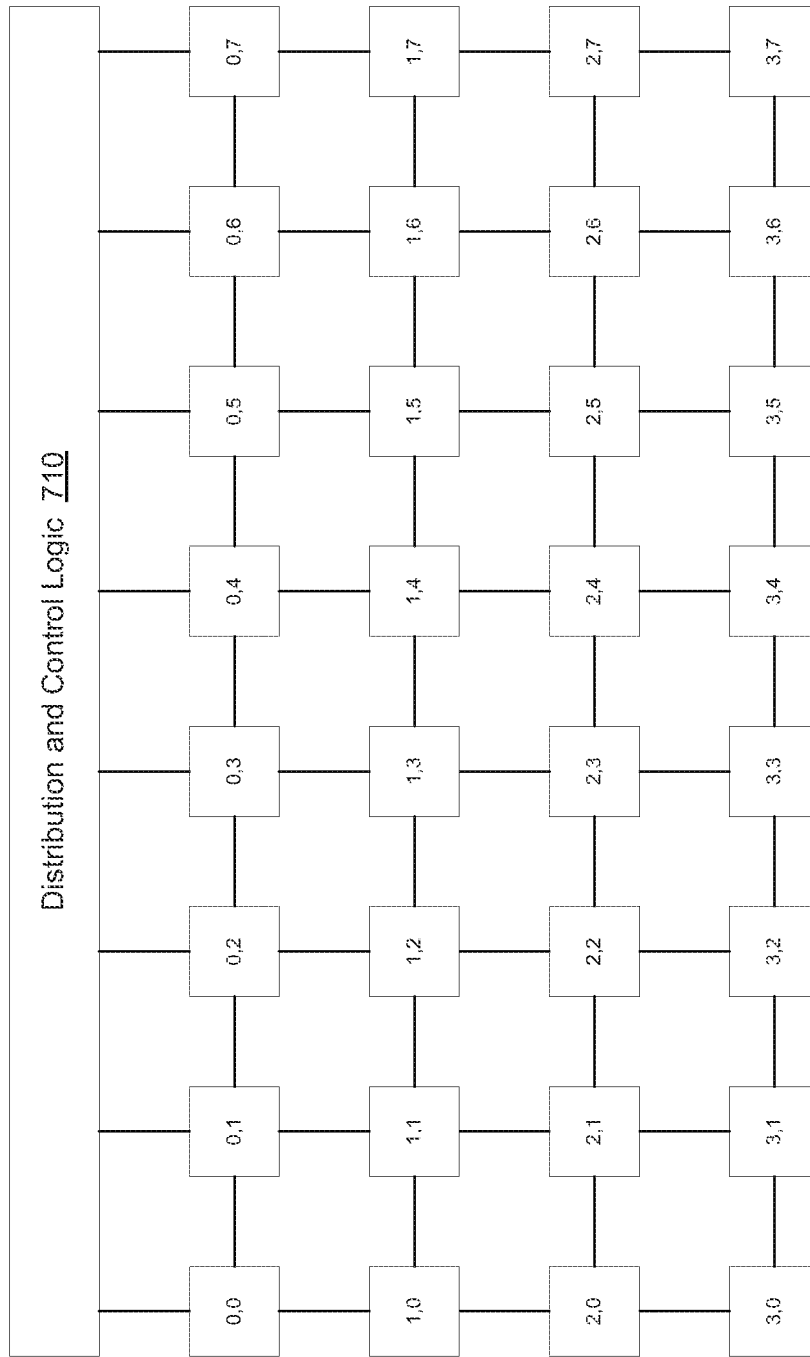 Distribution and Control Logic 710
0,0 0,1 0,2 0,3 0,4 0,5 0,6 0,7
1,0 1,1 1,2 1,3 1,4 1,5 1,6 1,7
2,0 2,1 2,2 2,3 2,4 2,5 2,6 2,7
3,0 3,1 3,2 3,3 3,4 3,5 3,6 3,7